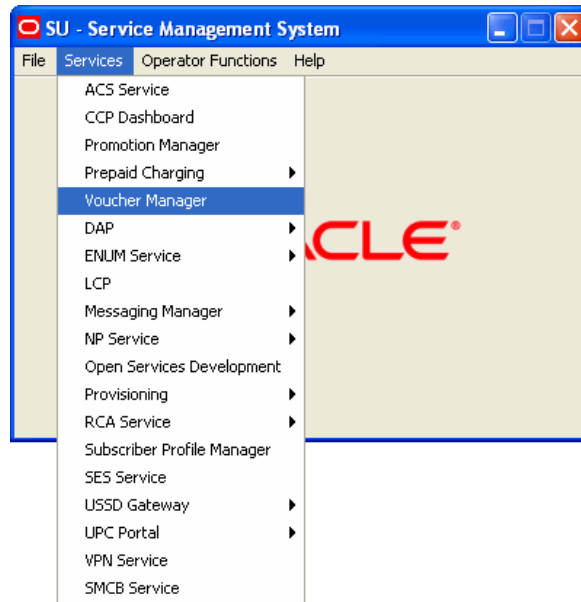 SU - Service Management System
File Services Operator Functions Help
ACS Service
CCP Dashboard
Promotion Manager
Prepaid Charging
Voucher Manager
DAP
ACLE®
ENUM Service
LCP
Messaging Manager
NP Service
Open Services Development
Provisioning
RCA Service
Subscriber Profile Manager
SES Service
USSD Gateway
UPC Portal
VPN Service
SMCB Service